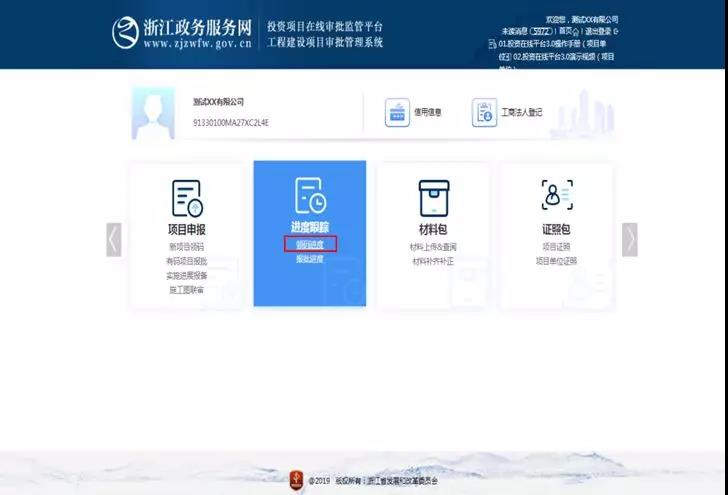 浙江政务服务网
www.zjzwfw.gov.cn
投资项目在线审批监管平台
工程建设项目审批管理系统
欢迎您，测试XX有限公司
未读消息(5972) | 首页 | 退出登录
01.投资在线平台3.0操作手册（项目单
位） 02.投资在线平台3.0演示视频（项目
单位）
测试XX有限公司
91330100MA27XC2L4E
信用信息
工商法人登记
项目申报
新项目领码
有码项目报批
实施进展报备
施工图联审
进度跟踪
领码进度
报批进度
材料包
材料上传&查阅
材料补齐补正
证照包
项目证照
项目单位证照
@2019 版权所有：浙江省发展和改革委员会